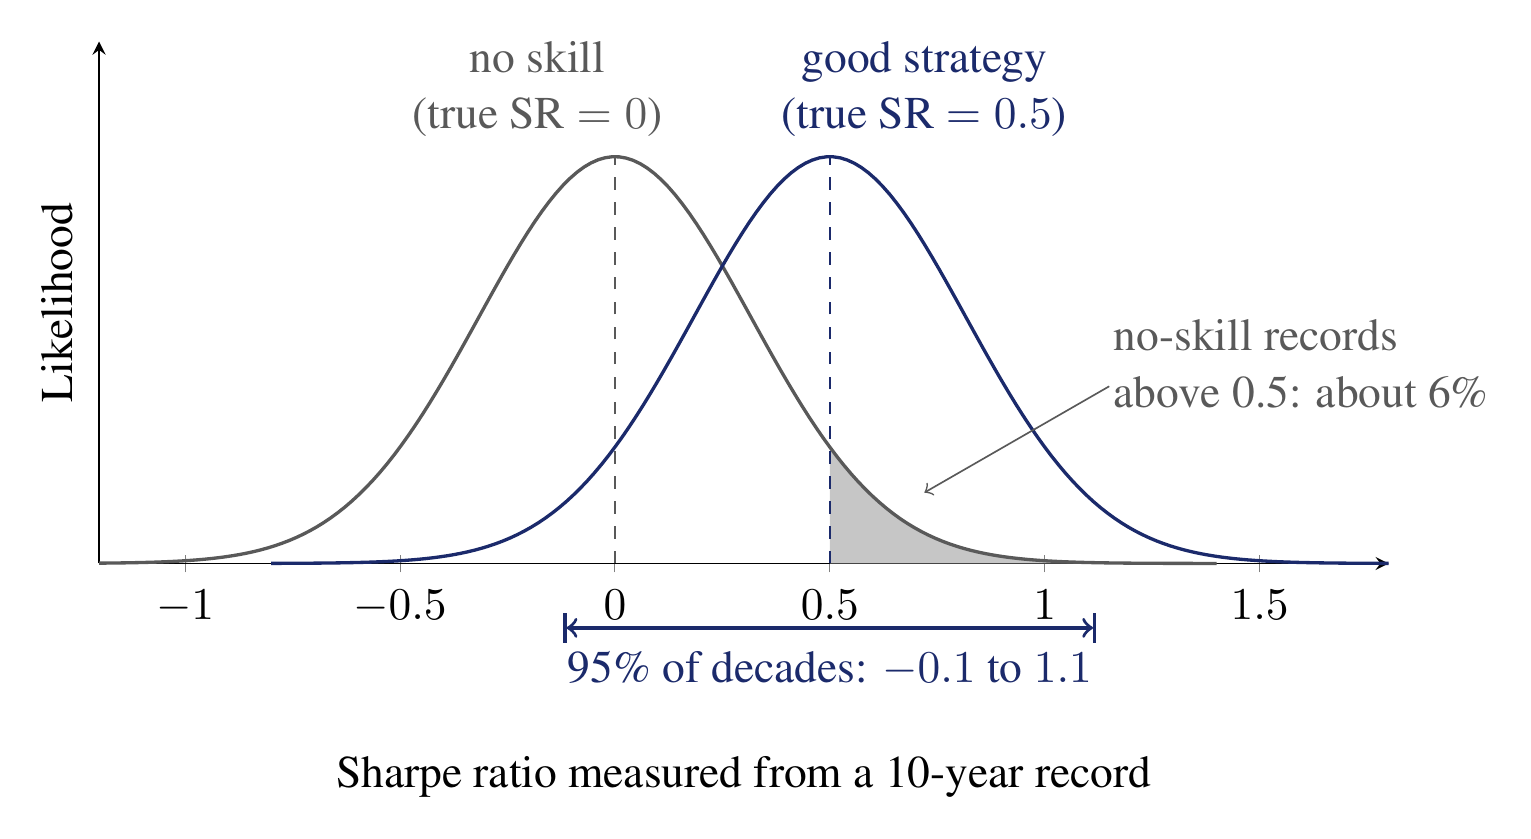 no skill
(true SR = 0)
good strategy
(true SR = 0.5)
Likelihood
no-skill records
above 0.5: about 6%
−1
−0.5
0
0.5
1
1.5
95% of decades: −0.1 to 1.1
Sharpe ratio measured from a 10-year record